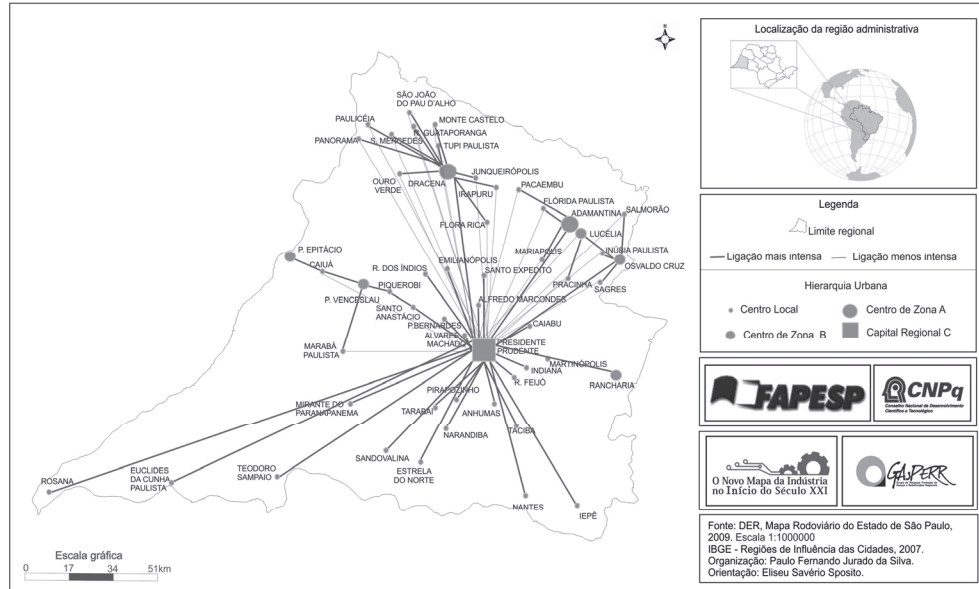 N
SÃO JOÃO
DO PAU D'ALHO
PAULICÉIA
MONTE CASTELO
N. GUATAPORANGA
PANORAMA
S. MERCEDES
TUPI PAULISTA
JUNQUEIRÓPOLIS
OURO
VERDE
DRACENA
IRAPURU
PACAEMBU
FLÓRIDA PAULISTA
ADAMANTINA
SALMORÃO
FLORA RICA
LUCÉLIA
MARIAPOLIS
INÚBIA PAULISTA
OSVALDO CRUZ
P. EPITÁCIO
CAIUÁ
R. DOS ÍNDIOS
EMILIANÓPOLIS
SANTO EXPEDITO
PRACINHA
SAGRES
PIQUEROBI
P. VENCESLAU
SANTO
ANASTÁCIO
ALFREDO MARCONDES
P.BERNARDES
CAIABU
ALVARES
MACHADO
PRESIDENTE
PRUDENTE
MARABÁ
PAULISTA
MARTINÓPOLIS
INDIANA
RANCHARIA
R. FEIJÓ
PIRAPOZINHO
MIRANTE DO
PARANAPANEMA
TARABAI
ANHUMAS
TACIBA
NARANDIBA
SANDOVALINA
ESTRELA
DO NORTE
TEODORO
SAMPAIO
EUCLIDES
DA CUNHA
PAULISTA
ROSANA
NANTES
IEPÊ
Escala gráfica
0 17 34 51km
Localização da região administrativa
Legenda
Limite regional
Ligação mais intensa
Ligação menos intensa
Hierarquia Urbana
Centro Local
Centro de Zona A
Centro de Zona B
Capital Regional C
FAPESP
CNPq
Conselho Nacional de Desenvolvimento
Científico e Tecnológico
O Novo Mapa da Indústria
no Início do Século XXI
GAsPERR
Fonte: DER, Mapa Rodoviário do Estado de São Paulo,
2009. Escala 1:1000000
IBGE - Regiões de Influência das Cidades, 2007.
Organização: Paulo Fernando Jurado da Silva.
Orientação: Eliseu Savério Sposito.